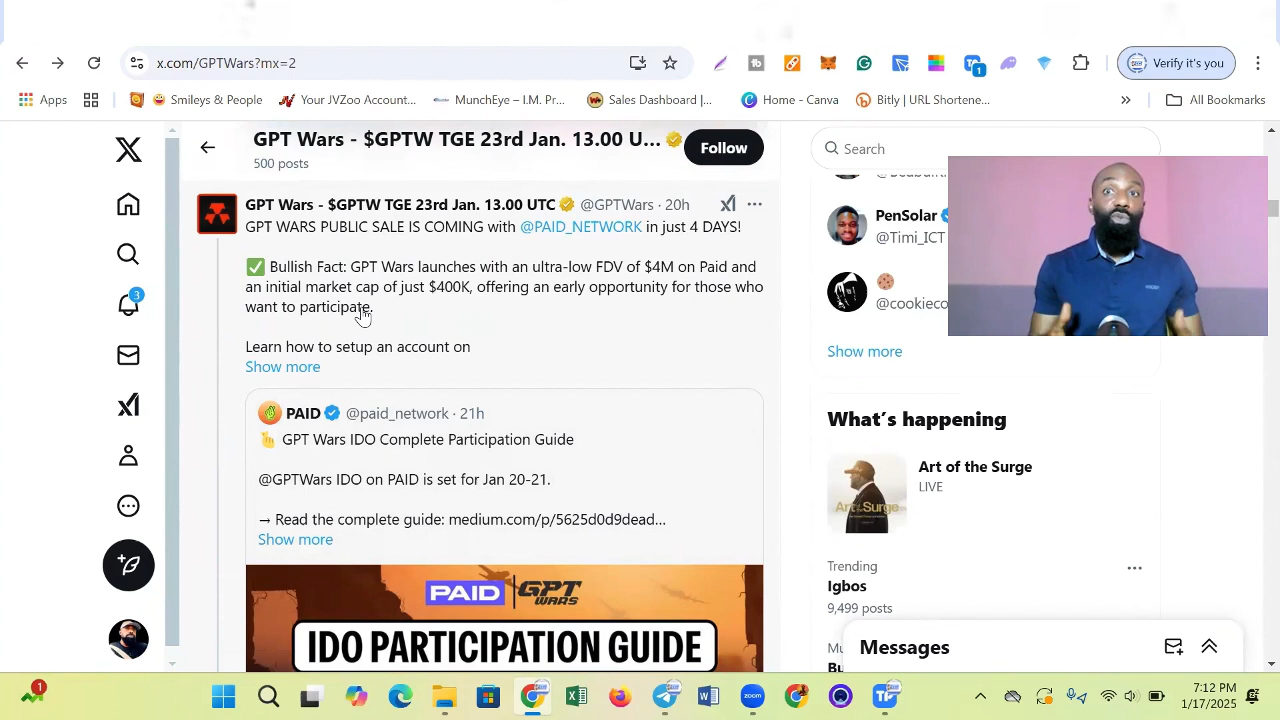 x.com/GPTWars?mx=2
Verify it's you
Apps
Smileys & People
Your JVZoo Account...
MunchEye – I.M. Pr...
Sales Dashboard |...
Home - Canva
Bitly | URL Shortene...
All Bookmarks
GPT Wars - $GPTW TGE 23rd Jan. 13.00 U...
500 posts
Follow
Search
GPT Wars - $GPTW TGE 23rd Jan. 13.00 UTC @GPTWars · 20h
GPT WARS PUBLIC SALE IS COMING with @PAID_NETWORK in just 4 DAYS!
Bullish Fact: GPT Wars launches with an ultra-low FDV of $4M on Paid and
an initial market cap of just $400K, offering an early opportunity for those who
want to participate.
Learn how to setup an account on
Show more
PAID @paid_network · 21h
GPT Wars IDO Complete Participation Guide
@GPTWars IDO on PAID is set for Jan 20-21.
→ Read the complete guide: medium.com/p/5625d0d9dead...
Show more
PAID | GPT WARS
IDO PARTICIPATION GUIDE
PenSolar
@Timi_ICT
@cookieco
Show more
What's happening
Art of the Surge
LIVE
Trending
Igbos
9,499 posts
Messages
3
1
1
7:12 PM
1/17/2025